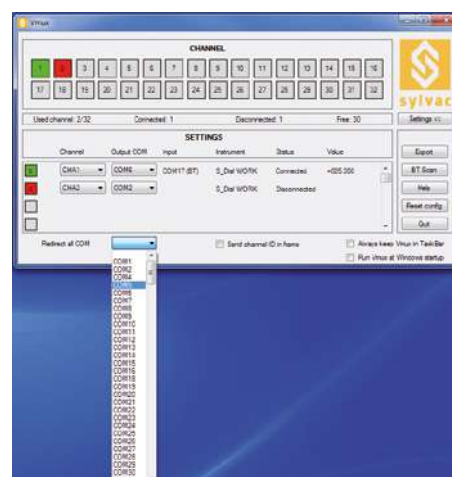 Vmux
CHANNEL
1 2 3 4 5 6 7 8 9 10 11 12 13 14 15 16
17 18 19 20 21 22 23 24 25 26 27 28 29 30 31 32
sylvac
Used channel: 2/32 Connected: 1 Disconnected: 1 Free: 30
Settings <<
SETTINGS
Channel Output COM Input Instrument Status Value
CHA1 COM6 COM17 (BT) S_Dial WORK Connected +025.200
CHA2 COM2 S_Dial WORK Disconnected
Export
BT Scan
Help
Reset config
Quit
Redirect all COM Send channel ID in frame Always keep Vmux in TaskBar
Run Vmux at Windows startup
COM1
COM2
COM4
COM5
COM6
COM7
COM8
COM9
COM10
COM11
COM12
COM13
COM14
COM15
COM16
COM18
COM19
COM20
COM21
COM22
COM23
COM24
COM25
COM26
COM27
COM28
COM29
COM30